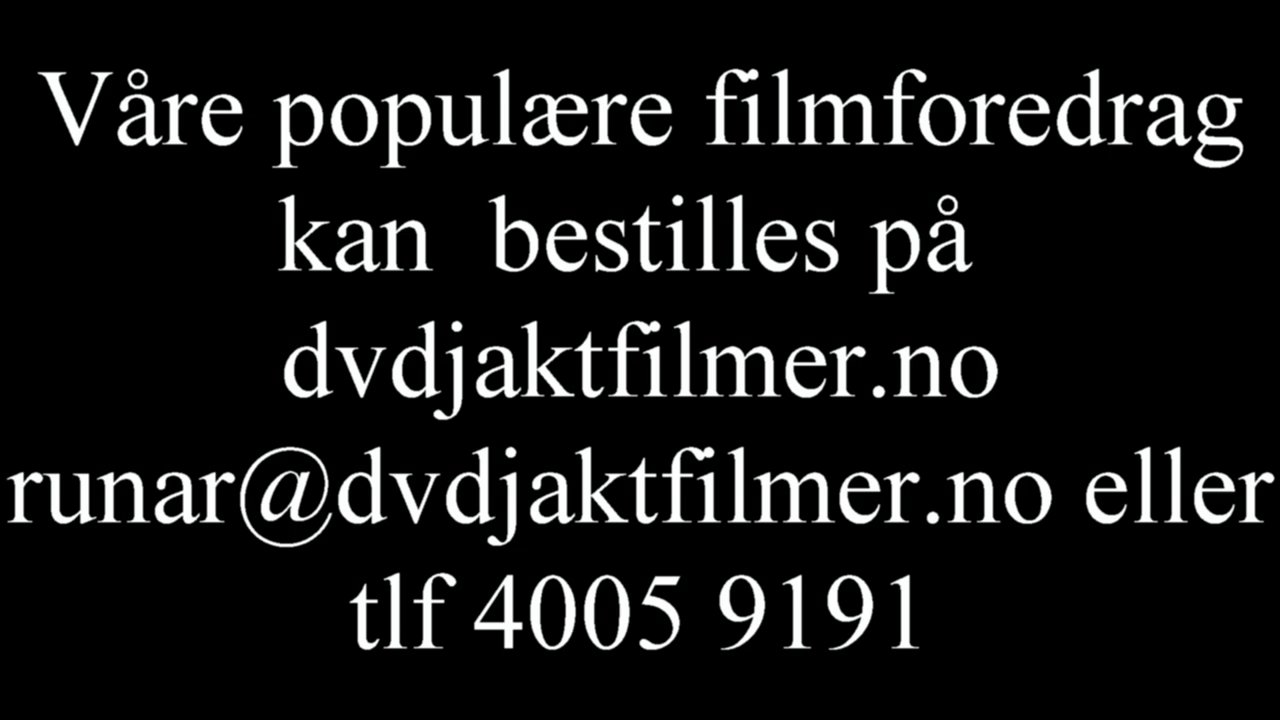 Våre populære filmforedrag
kan bestilles på
dvdjaktfilmer.no
runar@dvdjaktfilmer.no eller
tlf 4005 9191